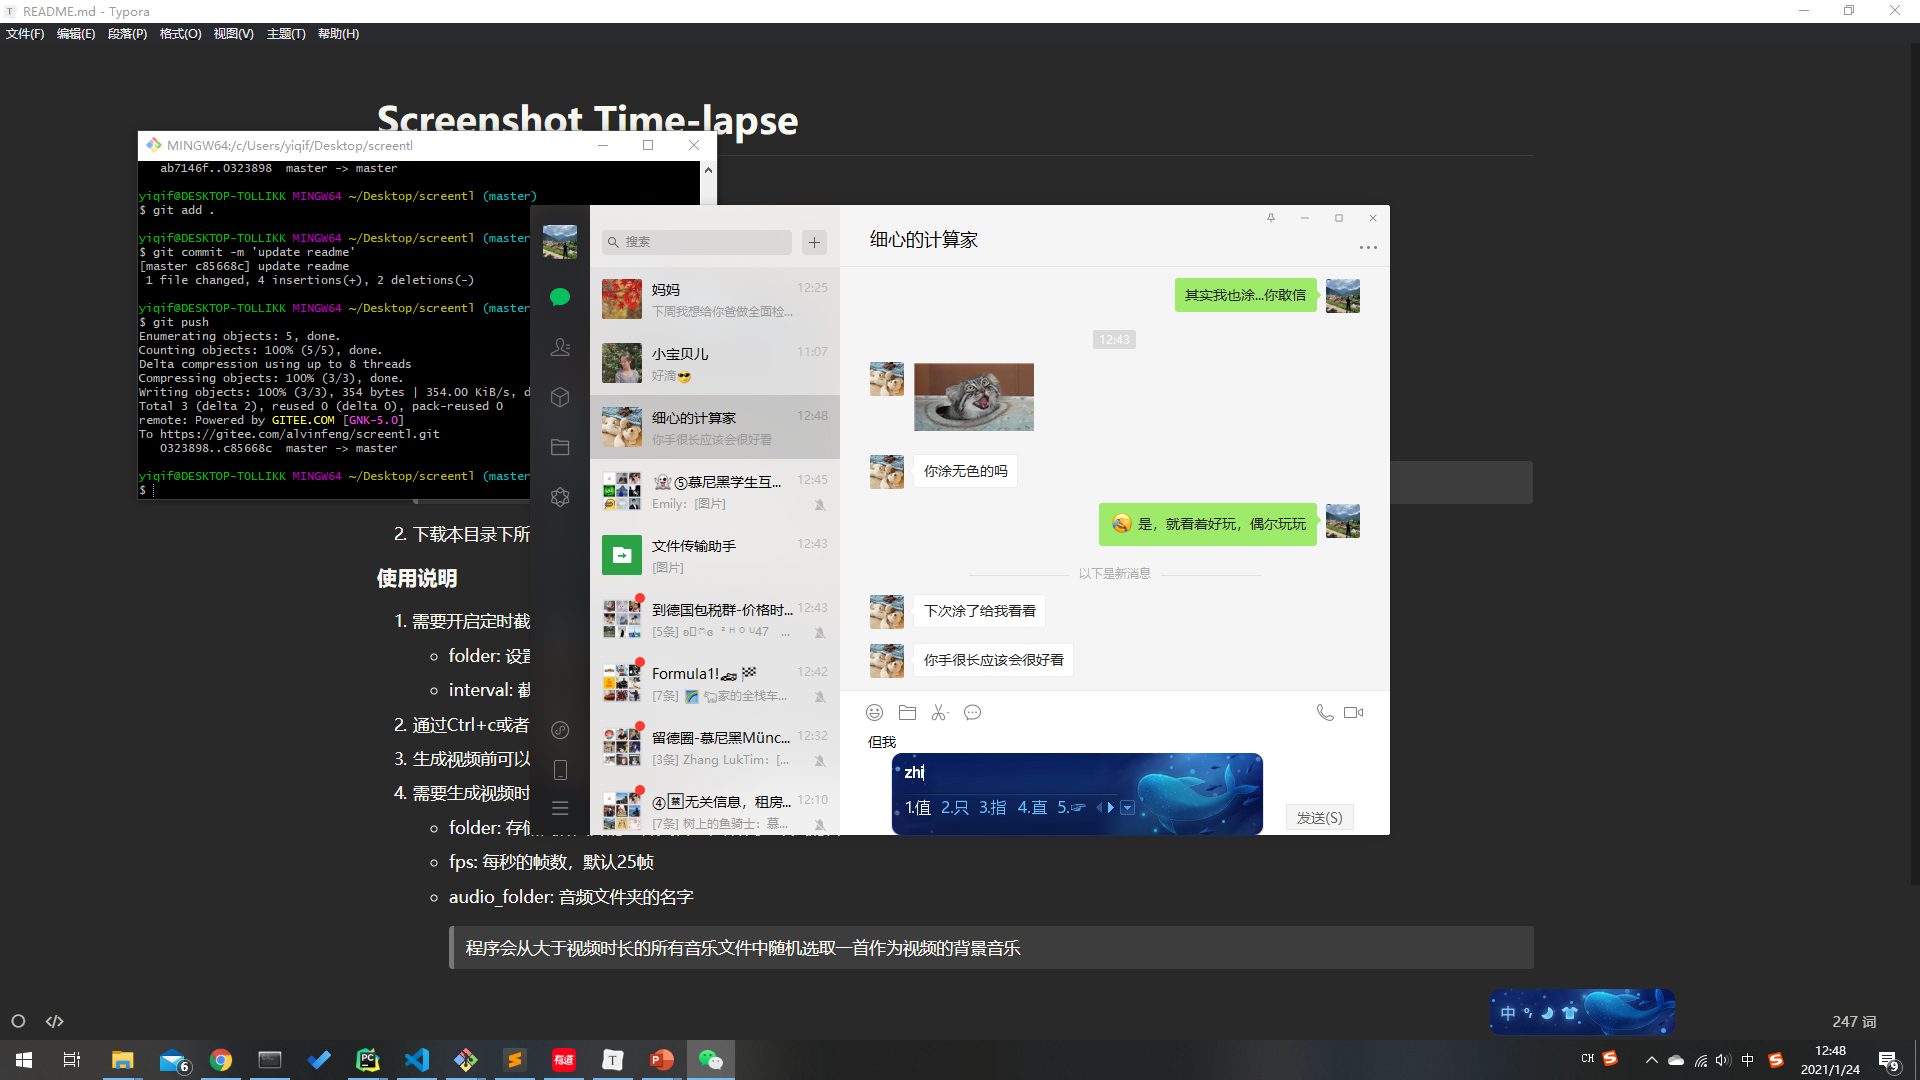 README.md - Typora
文件(F) 编辑(E) 段落(P) 格式(O) 视图(V) 主题(T) 帮助(H)
Screenshot Time-lapse
MINGW64:/c/Users/yiqif/Desktop/screentl
ab7146f..0323898 master -> master
yiqif@DESKTOP-TOLLIKK MINGW64 ~/Desktop/screentl (master)
$ git add .
yiqif@DESKTOP-TOLLIKK MINGW64 ~/Desktop/screentl (master
$ git commit -m 'update readme'
[master c85668c] update readme
1 file changed, 4 insertions(+), 2 deletions(-)
yiqif@DESKTOP-TOLLIKK MINGW64 ~/Desktop/screentl (master
$ git push
Enumerating objects: 5, done.
Counting objects: 100% (5/5), done.
Delta compression using up to 8 threads
Compressing objects: 100% (3/3), done.
Writing objects: 100% (3/3), 354 bytes | 354.00 KiB/s, d
Total 3 (delta 2), reused 0 (delta 0), pack-reused 0
remote: Powered by GITEE.COM [GNK-5.0]
To https://gitee.com/alvinfeng/screentl.git
0323898..c85668c master -> master
yiqif@DESKTOP-TOLLIKK MINGW64 ~/Desktop/screentl (master
$
2. 下载本目录下所
使用说明
1. 需要开启定时截
folder: 设置
interval: 截
2. 通过Ctrl+c或者
3. 生成视频前可以
4. 需要生成视频时
folder: 存储
fps: 每秒的帧数，默认25帧
audio_folder: 音频文件夹的名字
程序会从大于视频时长的所有音乐文件中随机选取一首作为视频的背景音乐
搜索
妈妈 12:25
下周我想给你爸做全面检...
小宝贝儿 11:07
好滴😎
细心的计算家 12:48
你手很长应该会很好看
⑤慕尼黑学生互... 12:45
Emily: [图片]
文件传输助手 12:43
[图片]
到德国包税群-价格时... 12:43
[5条]
Formula1! 12:42
[7条] 家的全栈车...
留德圈-慕尼黑Münc... 12:32
[3条] Zhang LukTim: [...
④🈲无关信息，租房... 12:10
[7条] 树上的鱼骑士: 慕...
细心的计算家
其实我也涂...你敢信
12:43
你涂无色的吗
是，就看着好玩，偶尔玩玩
以下是新消息
下次涂了给我看看
你手很长应该会很好看
但我
zhi
1.值 2.只 3.指 4.直 5.☞
发送(S)
中
247 词
6
PC
有道
T
P
CH S
中 S
12:48
2021/1/24
9